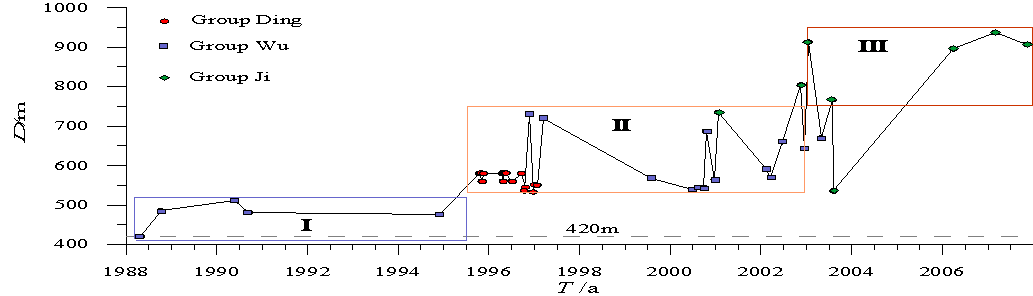 1000
Group Ding
900
Group Wu
III
Group Ji
800
D/m
700
II
600
500
I
420m
400
1988 1990 1992 1994 1996 1998 2000 2002 2004 2006
T /a